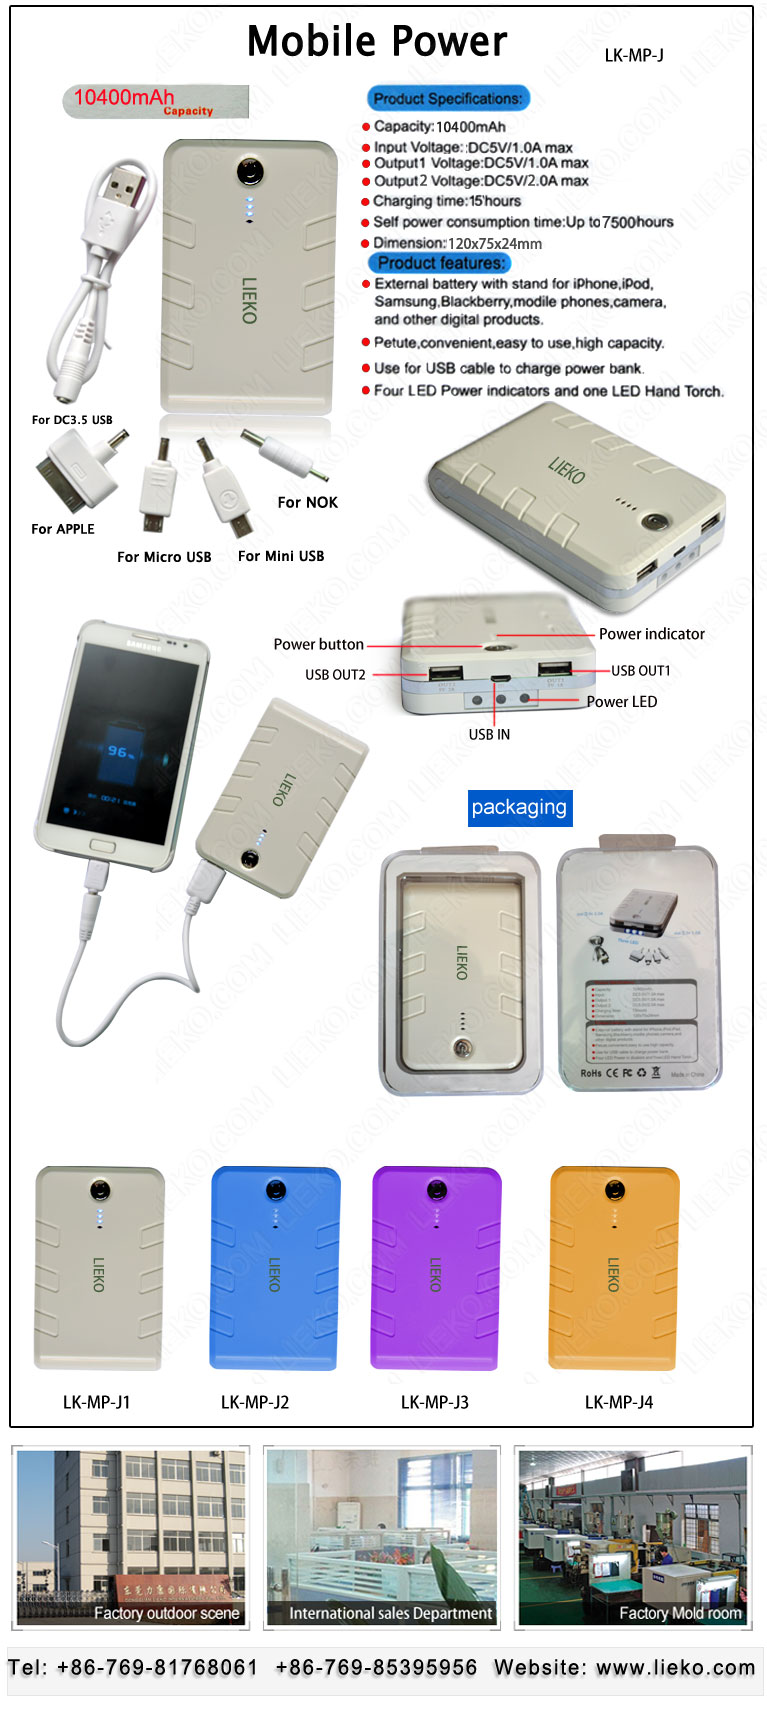 Mobile Power
LK-MP-J
10400mAh
Capacity
Product Specifications:
Capacity:10400mAh
Input Voltage::DC5V/1.0A max
Output1 Voltage:DC5V/1.0A max
Output2 Voltage:DC5V/2.0A max
Charging time:15'hours
Self power consumption time:Up to7500hours
Dimension:120x75x24mm
Product features:
External battery with stand for iPhone,iPod,
Samsung,Blackberry,modile phones,camera,
and other digital products.
Petute,convenient,easy to use,high capacity.
Use for USB cable to charge power bank.
Four LED Power indicators and one LED Hand Torch.
LIEKO
For DC3.5 USB
For APPLE
For Micro USB
For Mini USB
For NOK
LIEKO
Power button
Power indicator
USB OUT2
USB OUT1
Power LED
USB IN
SAMSUNG
96%
LIEKO
packaging
LIEKO
RoHS CE FC
Made in China
LIEKO
LIEKO
LIEKO
LIEKO
LK-MP-J1
LK-MP-J2
LK-MP-J3
LK-MP-J4
Factory outdoor scene
International sales Department
Factory Mold room
Tel: +86-769-81768061 +86-769-85395956 Website: www.lieko.com